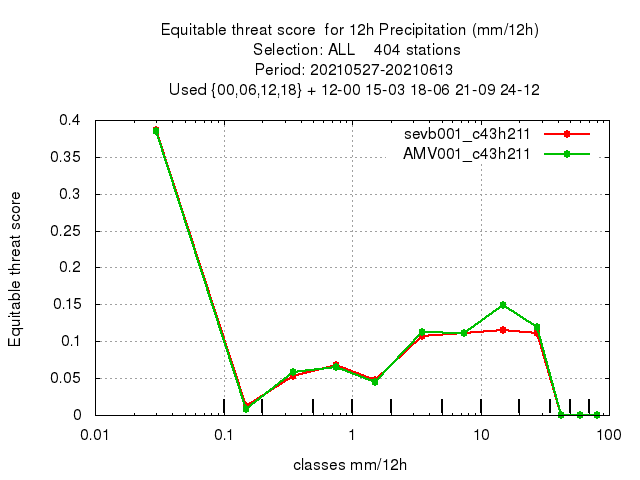 Equitable threat score  for 12h Precipitation (mm/12h)
Selection: ALL    404 stations
Period: 20210527-20210613
Used {00,06,12,18} + 12-00 15-03 18-06 21-09 24-12
sevb001_c43h211
AMV001_c43h211
0.4
0.35
0.3
0.25
0.2
0.15
0.1
0.05
0
Equitable threat score
0.01 0.1 1 10 100
classes mm/12h